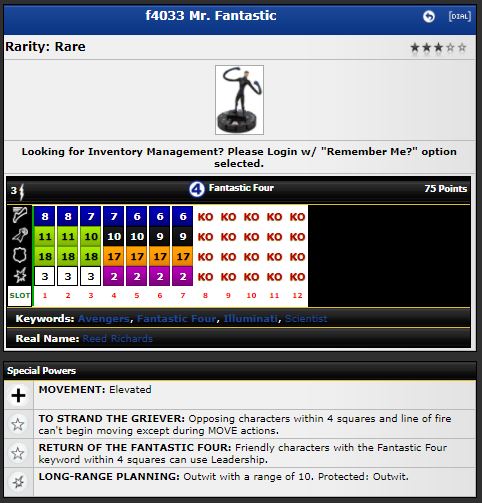 f4033 Mr. Fantastic
[DIAL]
Rarity: Rare
Looking for Inventory Management? Please Login w/ "Remember Me?" option
selected.
3 4 Fantastic Four 75 Points
8 8 7 7 6 6 6 KO KO KO KO KO
11 11 10 10 10 9 9 KO KO KO KO KO
18 18 18 17 17 17 17 KO KO KO KO KO
3 3 3 2 2 2 2 KO KO KO KO KO
SLOT 1 2 3 4 5 6 7 8 9 10 11 12
Keywords: Avengers, Fantastic Four, Illuminati, Scientist
Real Name: Reed Richards
Special Powers
MOVEMENT: Elevated
TO STRAND THE GRIEVER: Opposing characters within 4 squares and line of fire
can't begin moving except during MOVE actions.
RETURN OF THE FANTASTIC FOUR: Friendly characters with the Fantastic Four
keyword within 4 squares can use Leadership.
LONG-RANGE PLANNING: Outwit with a range of 10. Protected: Outwit.